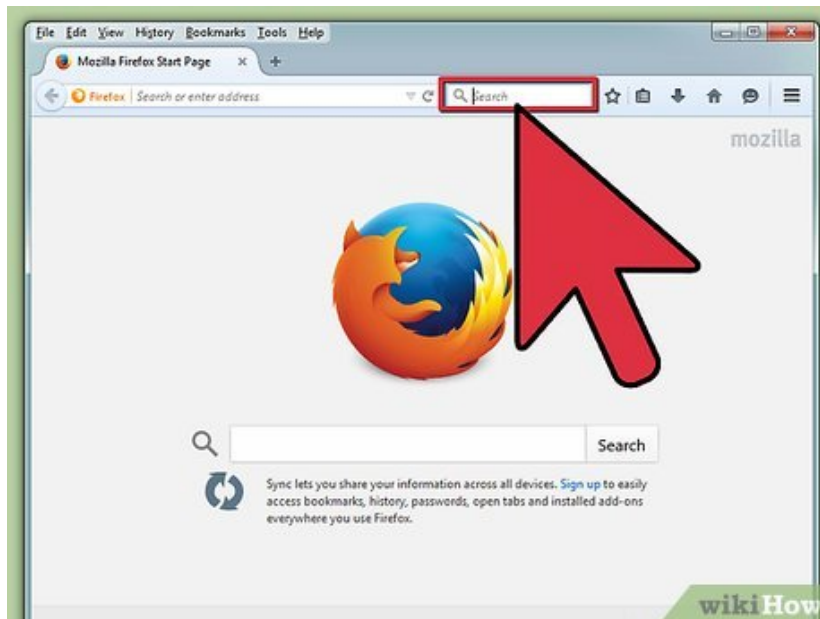 File Edit View History Bookmarks Tools Help
Mozilla Firefox Start Page
Firefox Search or enter address Search
mozilla
Search
Sync lets you share your information across all devices. Sign up to easily
access bookmarks, history, passwords, open tabs and installed add-ons
everywhere you use Firefox.
wikiHow